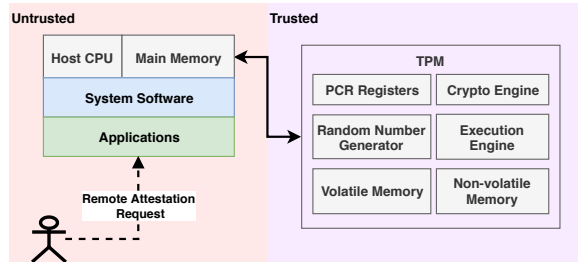 Untrusted
Trusted
Host CPU
Main Memory
System Software
Applications
Remote Attestation
Request
TPM
PCR Registers
Crypto Engine
Random Number
Generator
Execution
Engine
Volatile Memory
Non-volatile
Memory